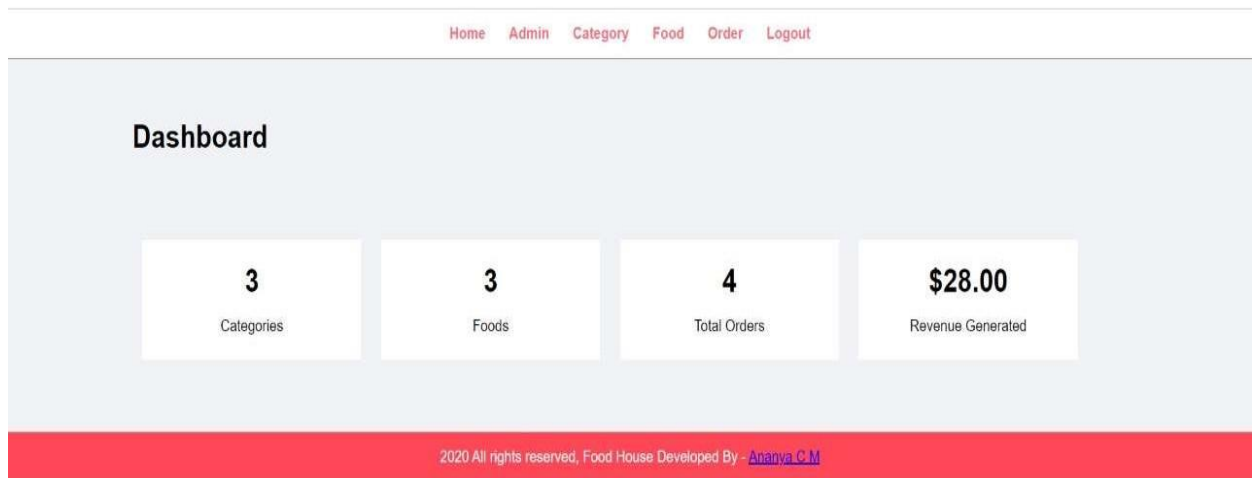 Home Admin Category Food Order Logout
Dashboard
3
Categories
3
Foods
4
Total Orders
$28.00
Revenue Generated
2020 All rights reserved, Food House Developed By - Ananya C M